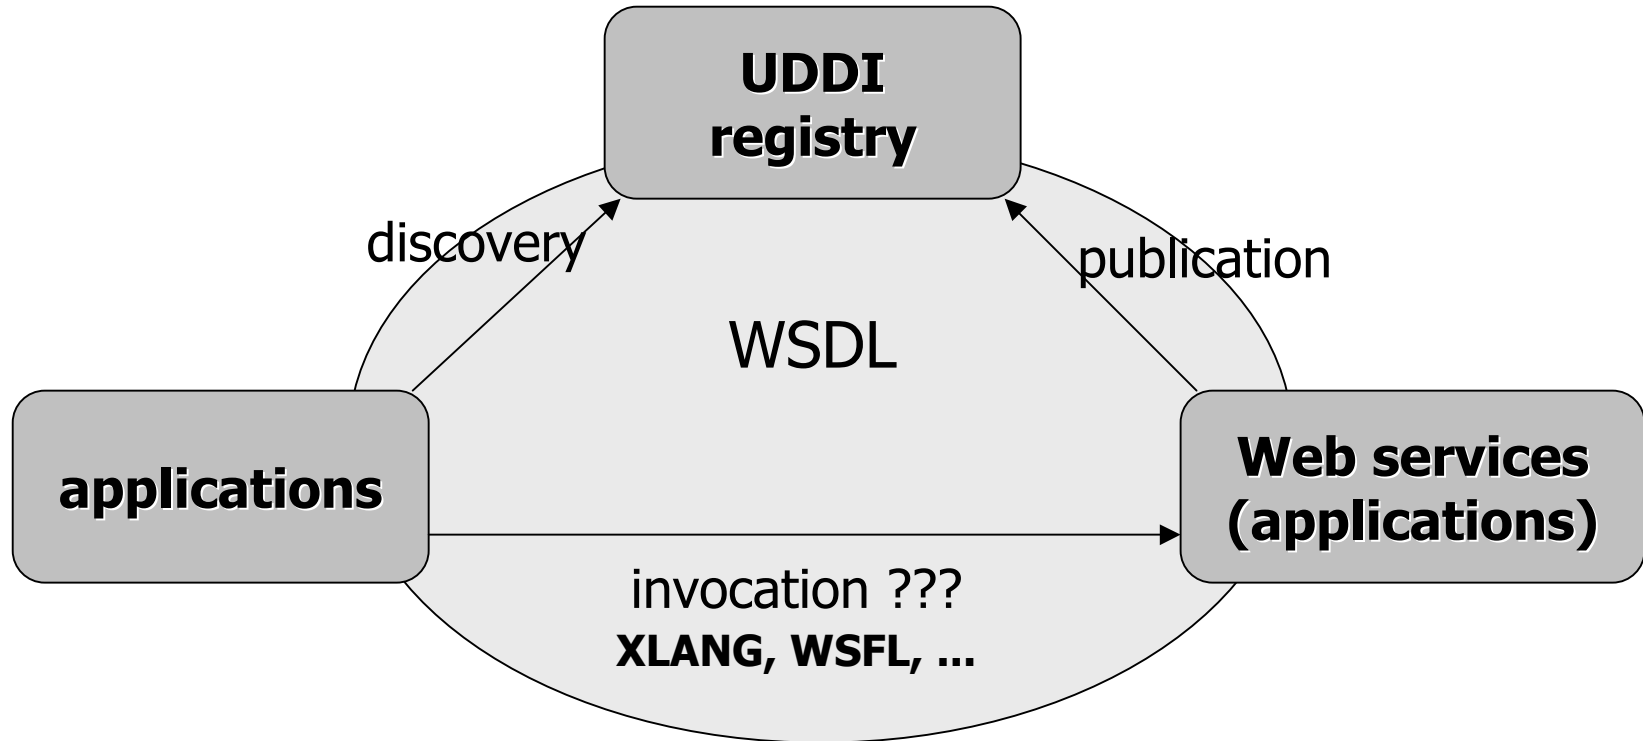 UDDI
registry
discovery
publication
WSDL
applications
Web services
(applications)
invocation ???
XLANG, WSFL, ...